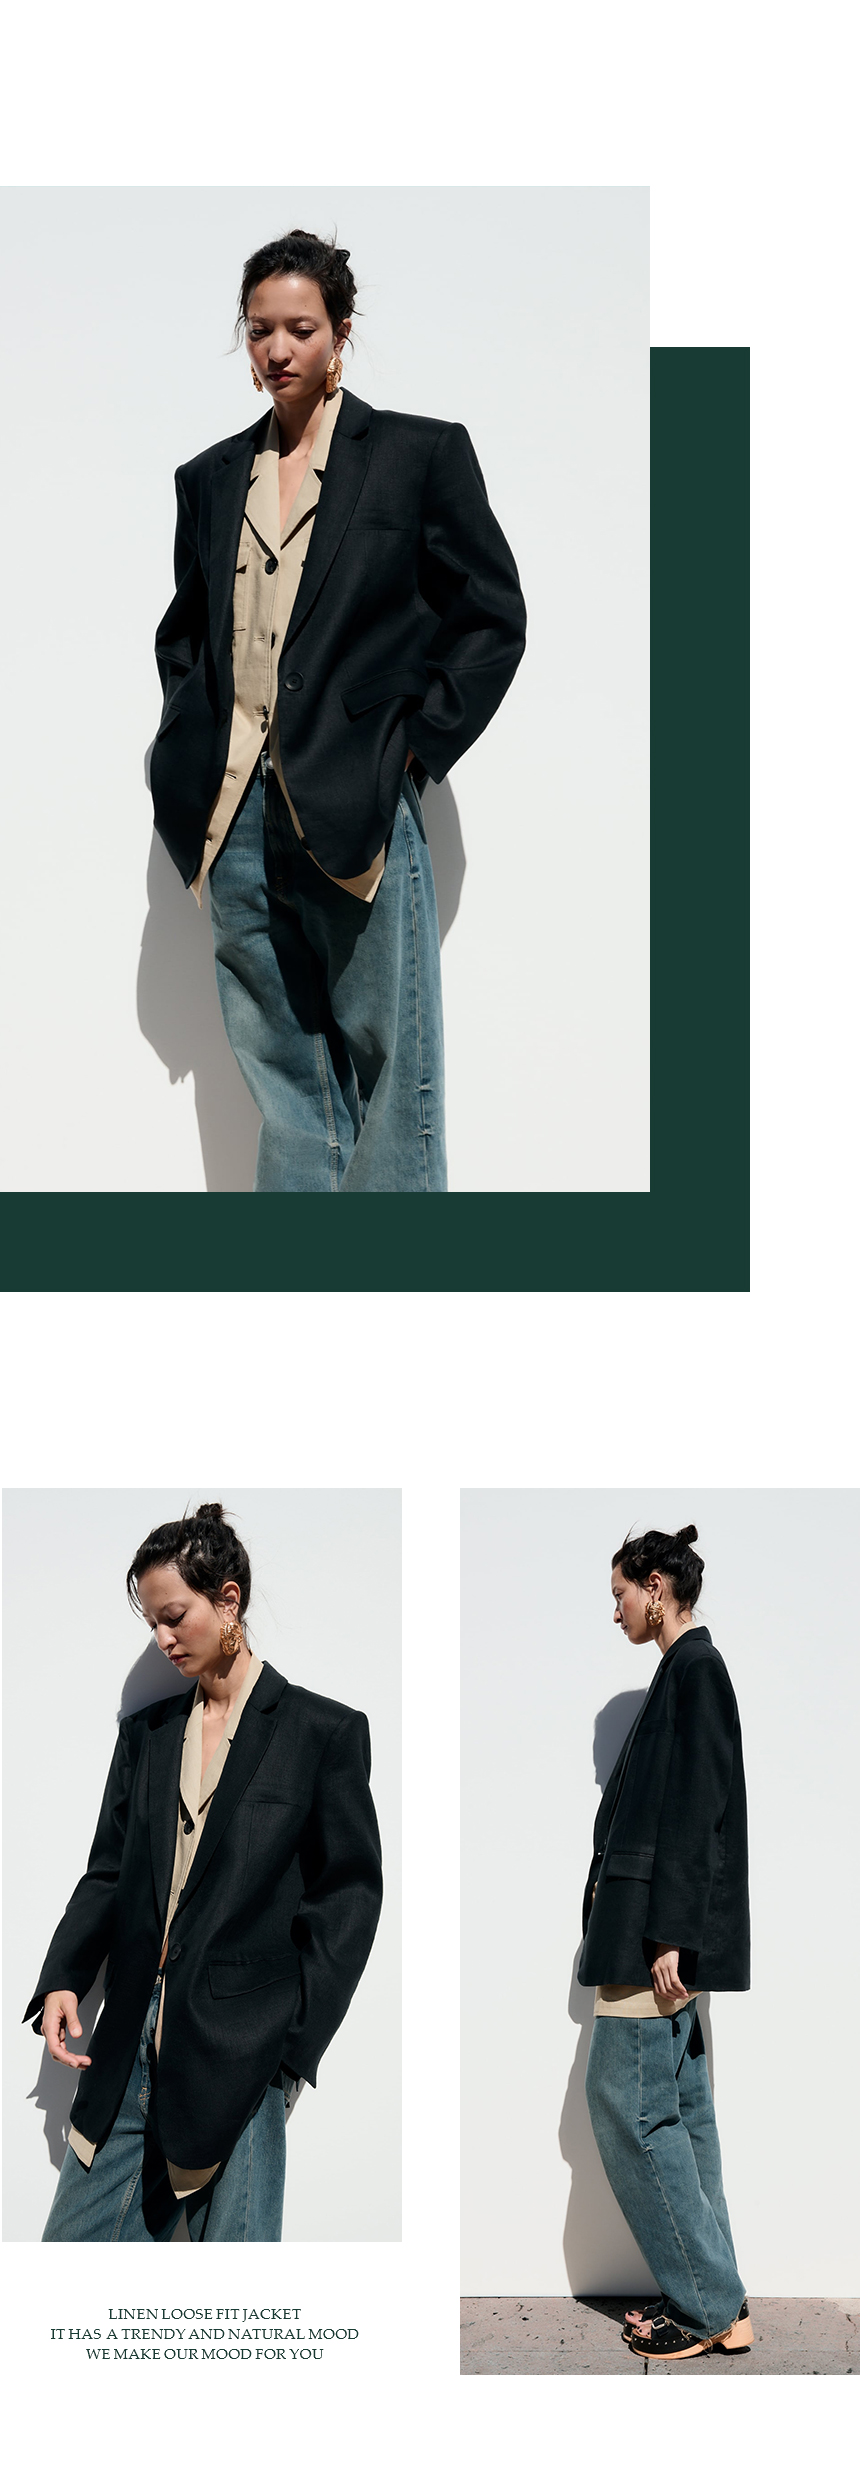 LINEN LOOSE FIT JACKET
IT HAS A TRENDY AND NATURAL MOOD
WE MAKE OUR MOOD FOR YOU